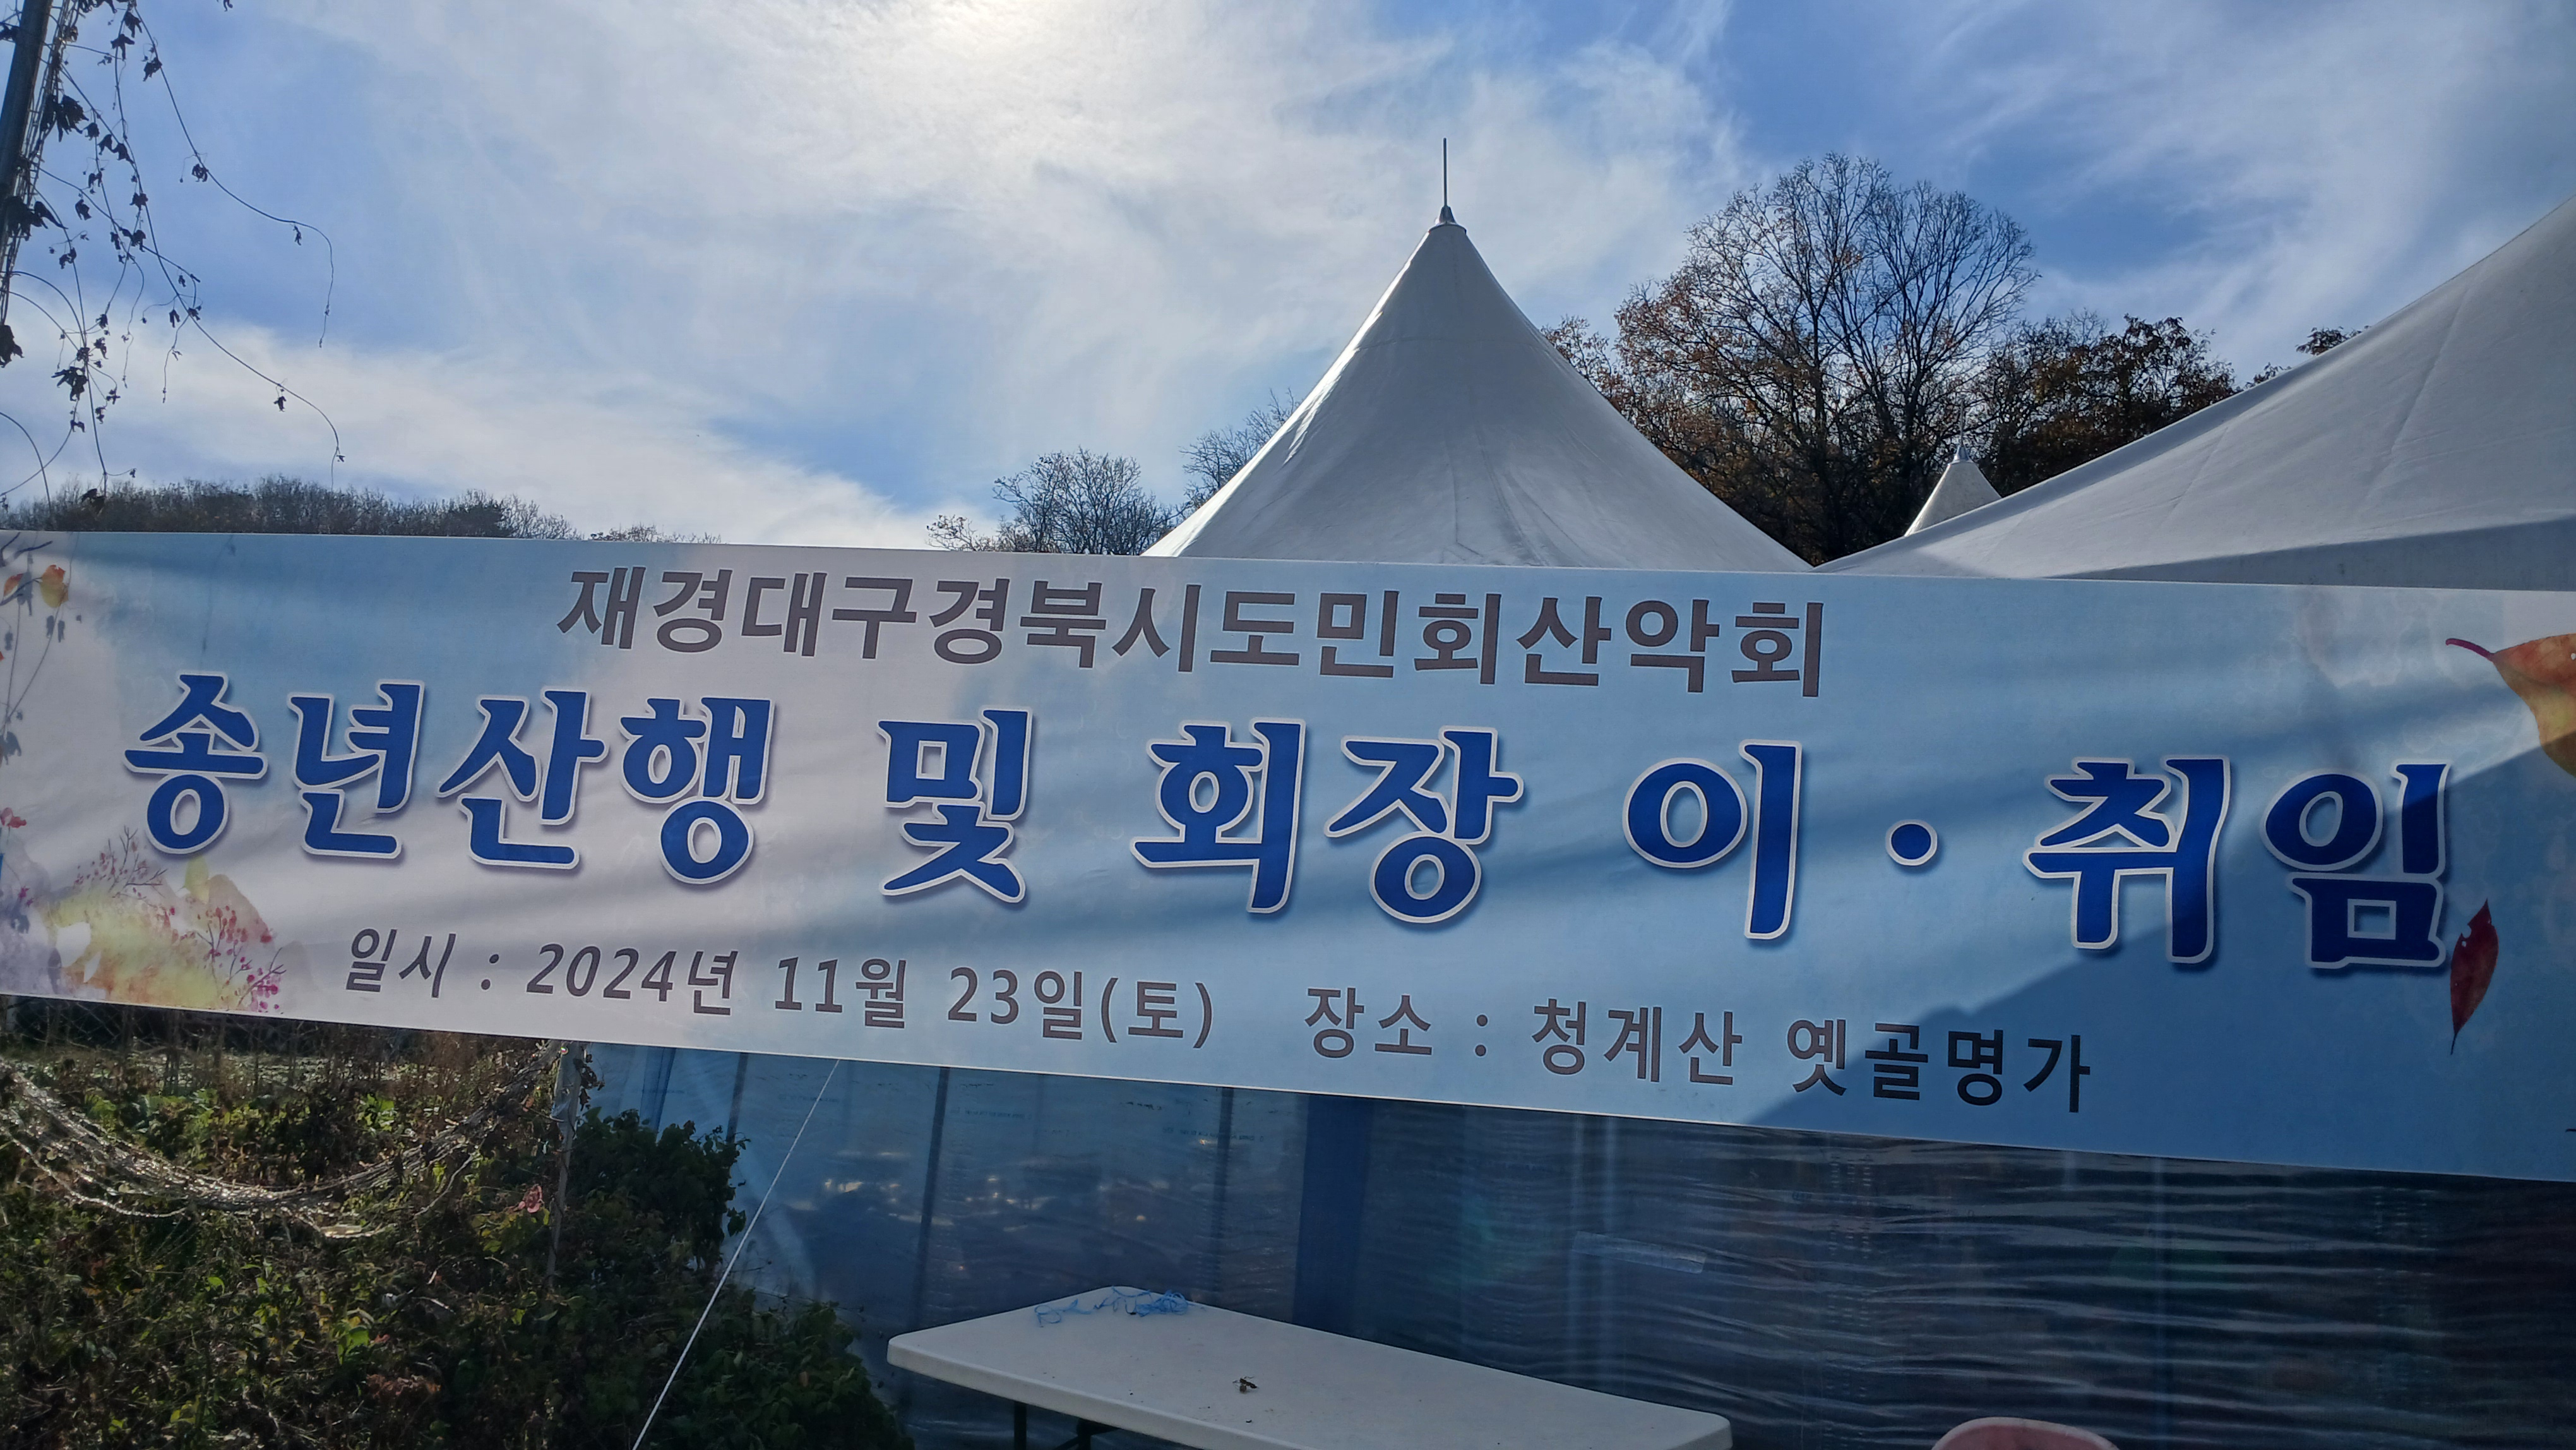 재경대구경북시도민회산악회
송년산행 및 회장 이·취임
일시 : 2024년 11월 23일(토) 장소 : 청계산 옛골명가